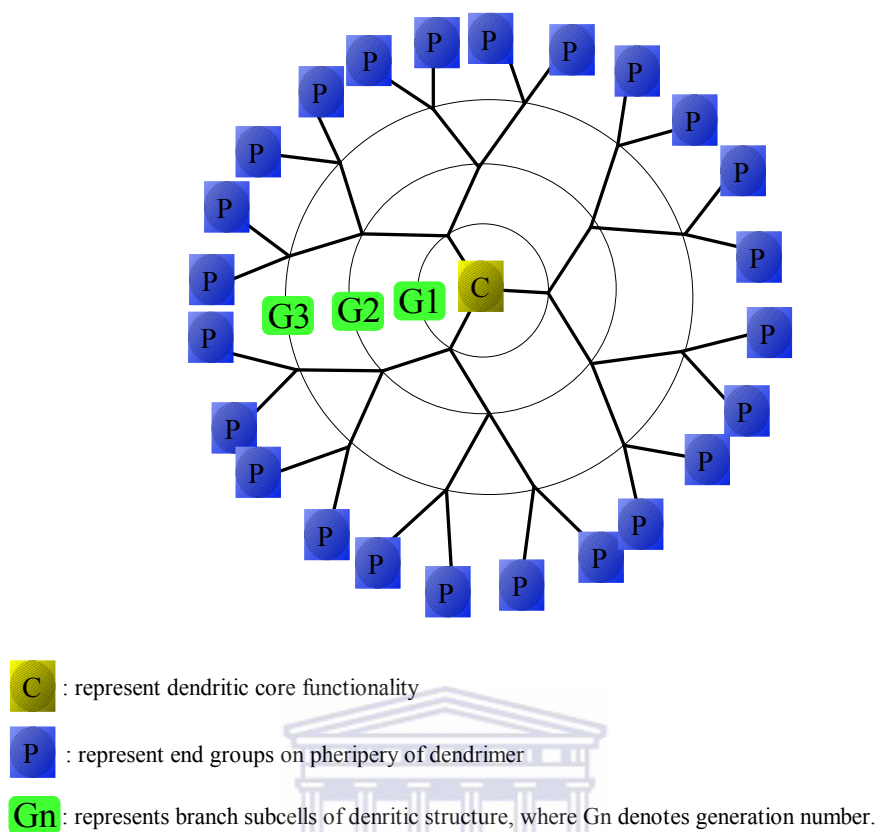 P
P
P
P
P
P
P
P
P
P
P
P
C
G1
G2
G3
P
P
P
P
P
P
P
P
P
P
P
P
C : represent dendritic core functionality
P : represent end groups on pheripery of dendrimer
Gn : represents branch subcells of denritic structure, where Gn denotes generation number.